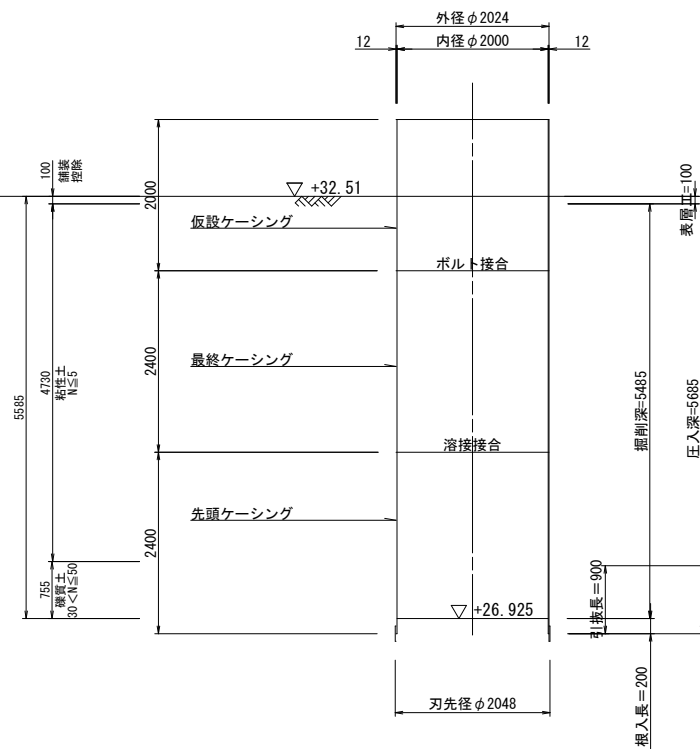 外径φ2024
12
内径φ2000
12
100
舗装
控除
2000
+32.51
表層工=100
仮設ケーシング
ボルト接合
5585
4730
粘性土
N≦5
2400
最終ケーシング
掘削深=5485
圧入深=5685
溶接接合
先頭ケーシング
2400
755
礫質土
30<N≦50
引抜長=900
+26.925
刃先径φ2048
根入長=200